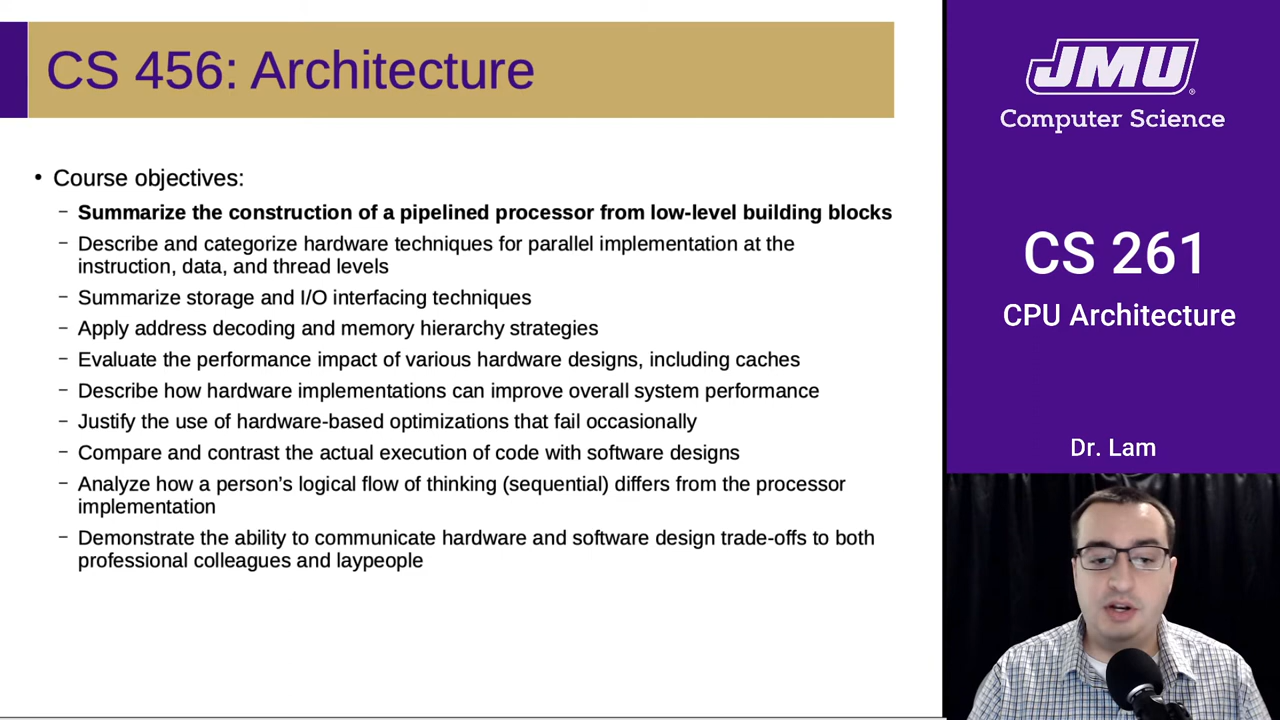 CS 456: Architecture
• Course objectives:
– Summarize the construction of a pipelined processor from low-level building blocks
– Describe and categorize hardware techniques for parallel implementation at the
instruction, data, and thread levels
– Summarize storage and I/O interfacing techniques
– Apply address decoding and memory hierarchy strategies
– Evaluate the performance impact of various hardware designs, including caches
– Describe how hardware implementations can improve overall system performance
– Justify the use of hardware-based optimizations that fail occasionally
– Compare and contrast the actual execution of code with software designs
– Analyze how a person's logical flow of thinking (sequential) differs from the processor
implementation
– Demonstrate the ability to communicate hardware and software design trade-offs to both
professional colleagues and laypeople
JMU®
Computer Science
CS 261
CPU Architecture
Dr. Lam